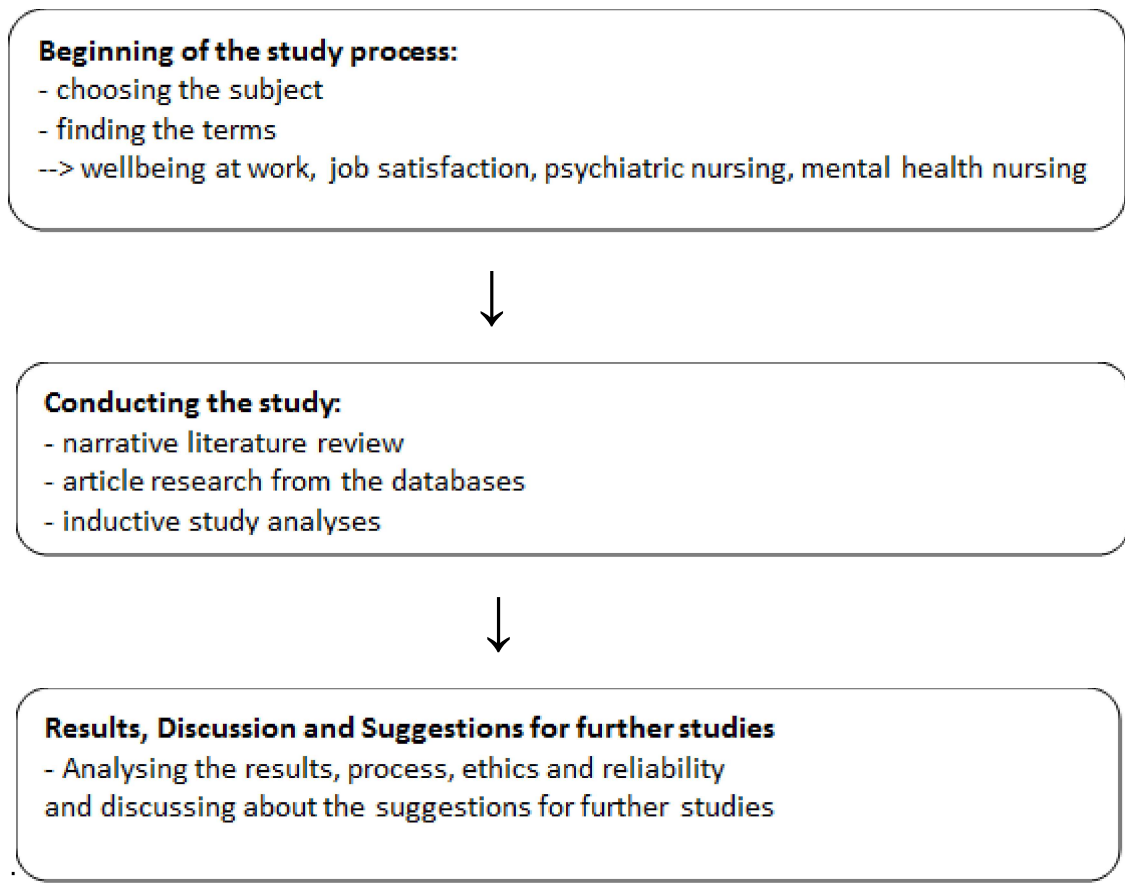 Beginning of the study process:
- choosing the subject
- finding the terms
--> wellbeing at work, job satisfaction, psychiatric nursing, mental health nursing
↓
Conducting the study:
- narrative literature review
- article research from the databases
- inductive study analyses
↓
Results, Discussion and Suggestions for further studies
- Analysing the results, process, ethics and reliability
and discussing about the suggestions for further studies
.